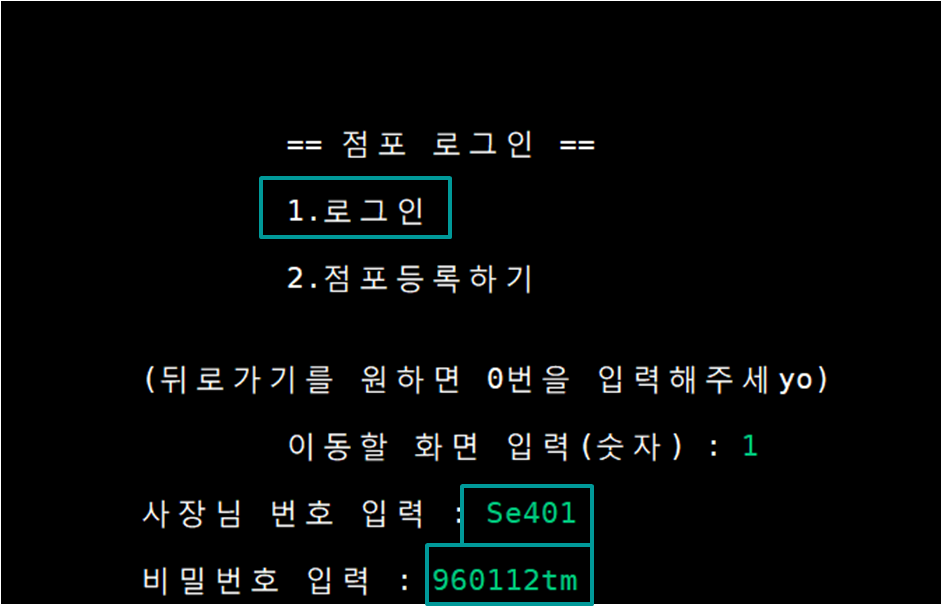 == 점포 로그인 ==
1.로그인
2.점포등록하기
(뒤로가기를 원하면 0번을 입력해주세yo)
이동할 화면 입력(숫자) : 1
사장님 번호 입력 : Se401
비밀번호 입력 : 960112tm